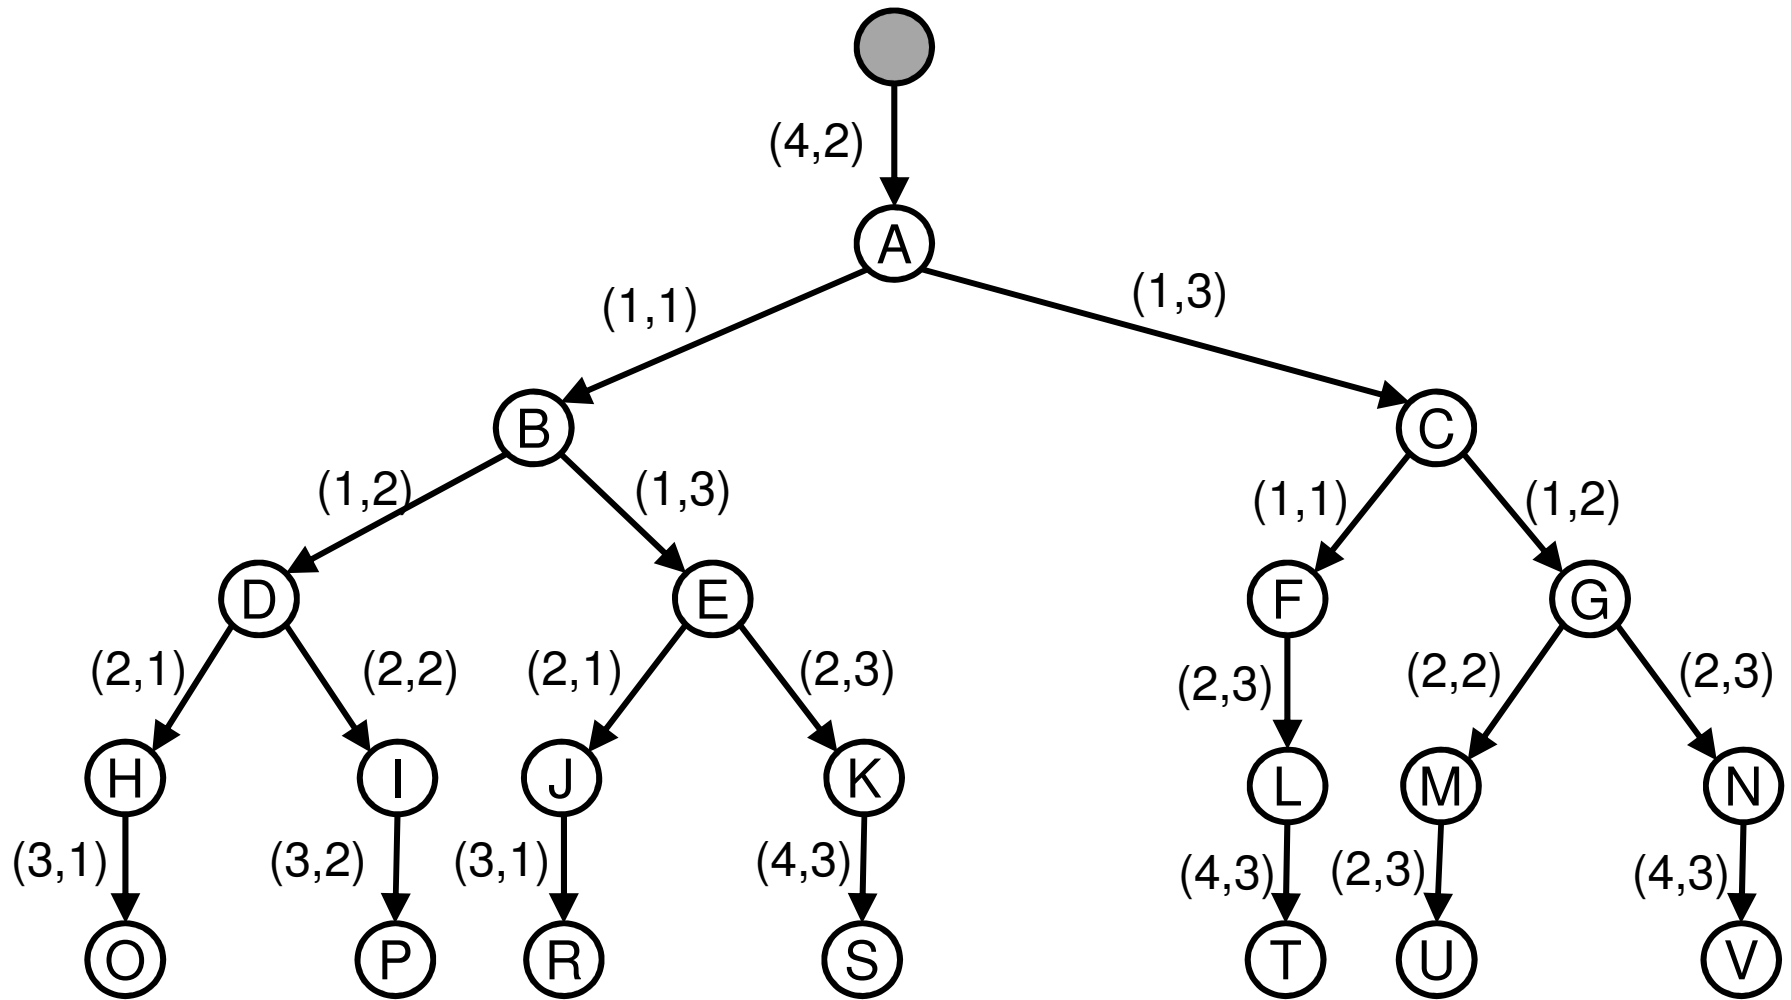 (4,2)
A
(1,1)
(1,3)
B
C
(1,2)
(1,3)
(1,1)
(1,2)
D
E
F
G
(2,1)
(2,2)
(2,1)
(2,3)
(2,3)
(2,2)
(2,3)
H
I
J
K
L
M
N
(3,1)
(3,2)
(3,1)
(4,3)
(4,3)
(2,3)
(4,3)
O
P
R
S
T
U
V